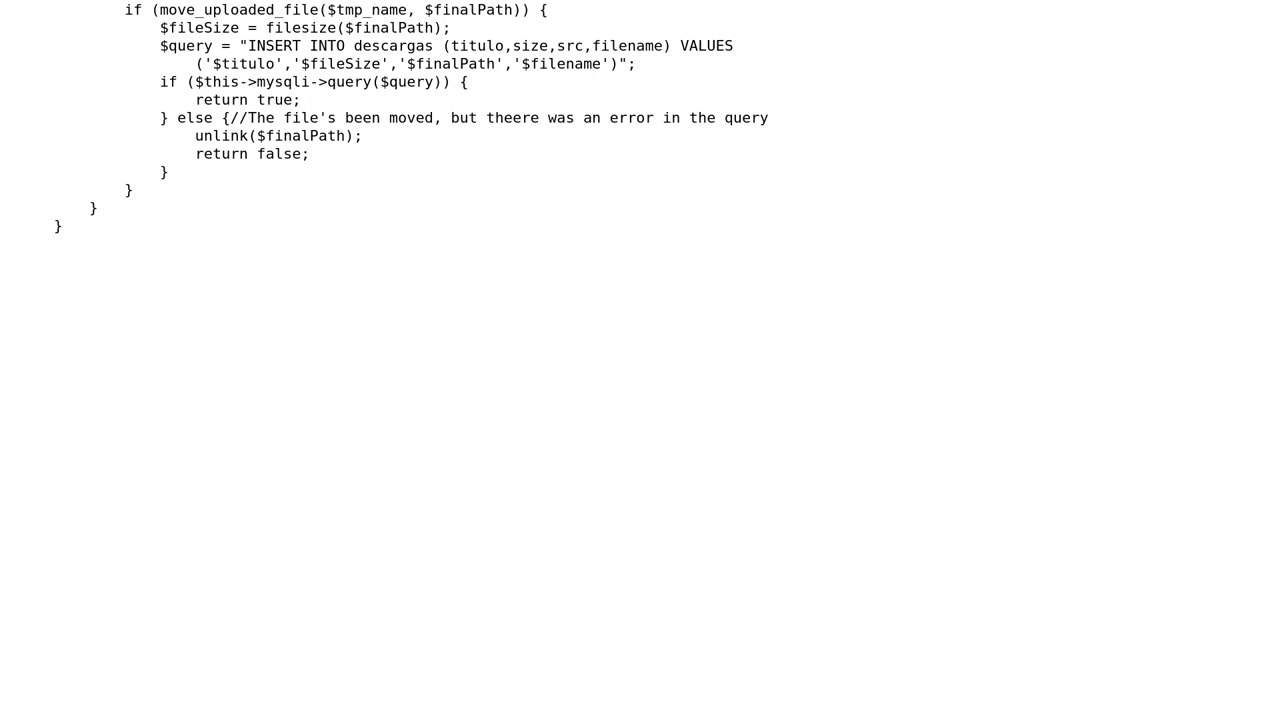 if (move_uploaded_file($tmp_name, $finalPath)) {
$fileSize = filesize($finalPath);
$query = "INSERT INTO descargas (titulo,size,src,filename) VALUES
('$titulo','$fileSize','$finalPath','$filename')";
if ($this->mysqli->query($query)) {
return true;
} else {//The file's been moved, but theere was an error in the query
unlink($finalPath);
return false;
}
}
}
}